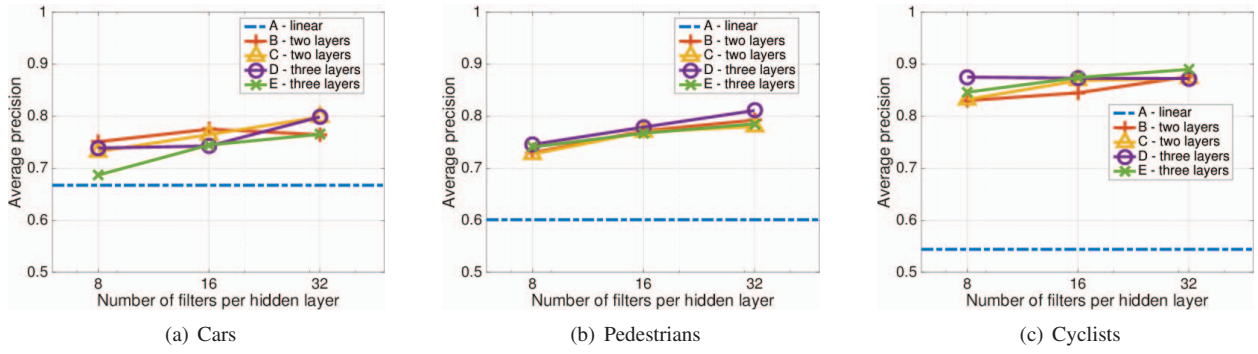 1
0.9
0.8
0.7
0.6
0.5
Average precision
A - linear
B - two layers
C - two layers
D - three layers
E - three layers
8 16 32
Number of filters per hidden layer
(a) Cars
1
0.9
0.8
0.7
0.6
0.5
Average precision
A - linear
B - two layers
C - two layers
D - three layers
E - three layers
8 16 32
Number of filters per hidden layer
(b) Pedestrians
1
0.9
0.8
0.7
0.6
0.5
Average precision
A - linear
B - two layers
C - two layers
D - three layers
E - three layers
8 16 32
Number of filters per hidden layer
(c) Cyclists